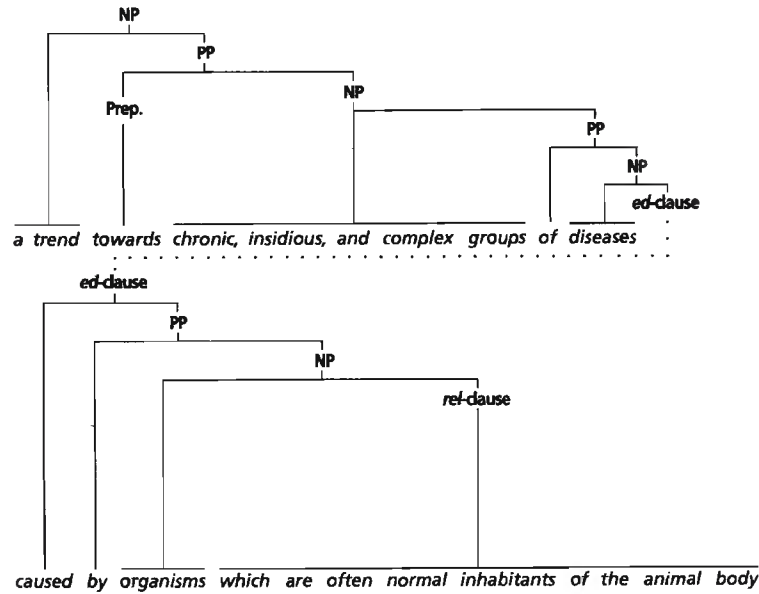 NP
PP
NP
Prep.
PP
NP
ed-clause
a trend towards chronic, insidious, and complex groups of diseases
ed-clause
PP
NP
rel-clause
caused by organisms which are often normal inhabitants of the animal body